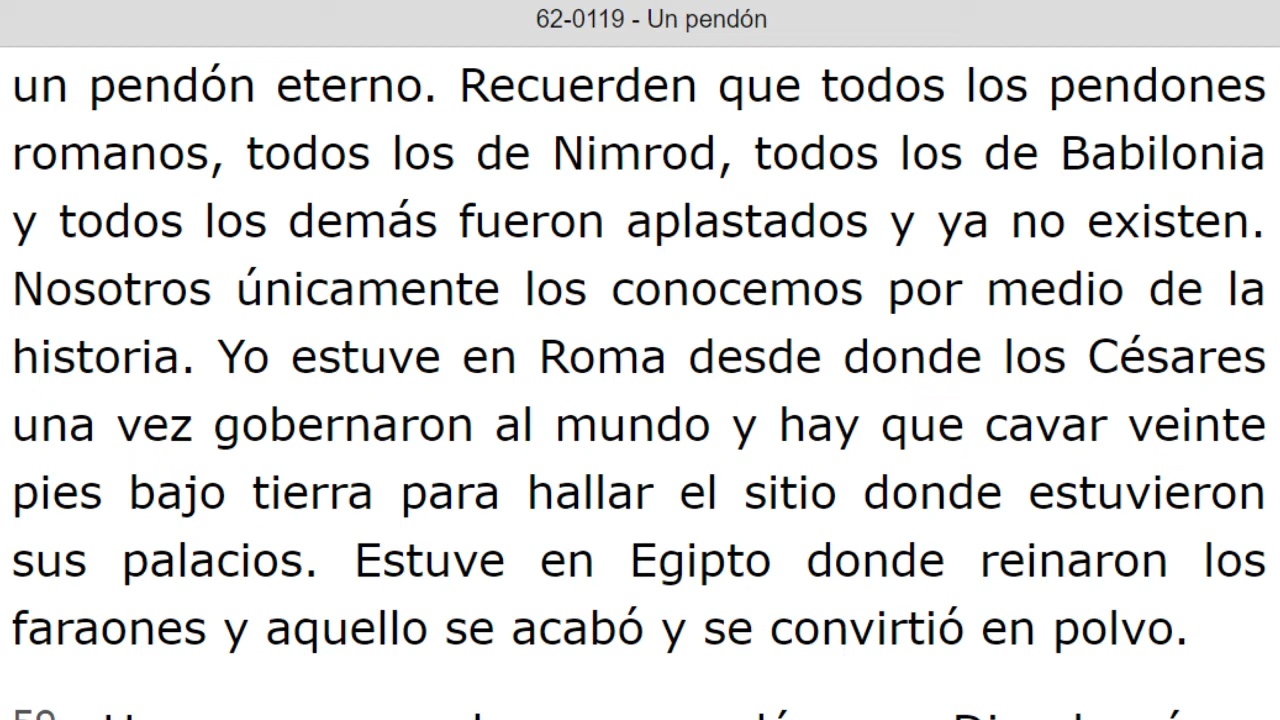 62-0119 - Un pendón
un pendón eterno. Recuerden que todos los pendones
romanos, todos los de Nimrod, todos los de Babilonia
y todos los demás fueron aplastados y ya no existen.
Nosotros únicamente los conocemos por medio de la
historia. Yo estuve en Roma desde donde los Césares
una vez gobernaron al mundo y hay que cavar veinte
pies bajo tierra para hallar el sitio donde estuvieron
sus palacios. Estuve en Egipto donde reinaron los
faraones y aquello se acabó y se convirtió en polvo.